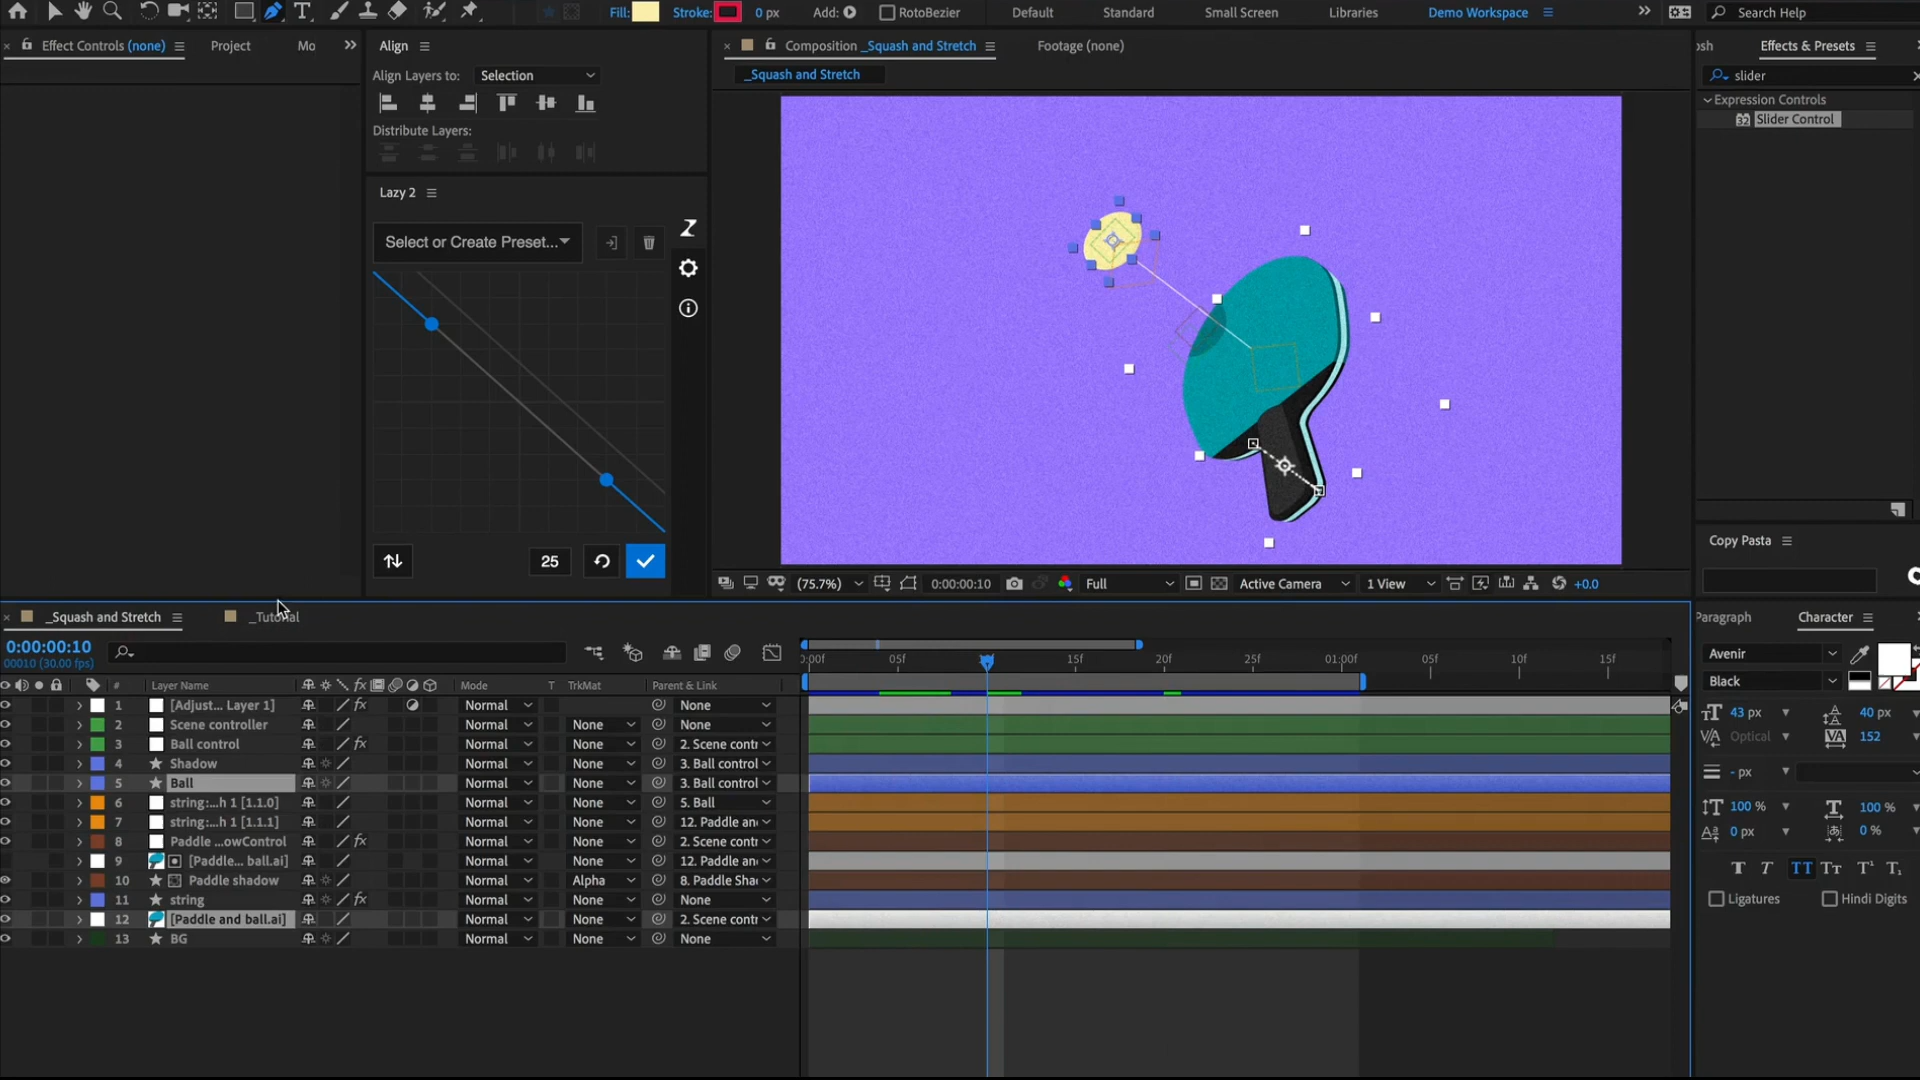 Fill: Stroke: 0 px Add: RotoBezier Default Standard Small Screen Libraries Demo Workspace Search Help
Effect Controls (none) Project Mo
Align
Composition _Squash and Stretch Footage (none)
Effects & Presets
Align Layers to: Selection
_Squash and Stretch
slider
Expression Controls
32 Slider Control
Distribute Layers:
Lazy 2
Select or Create Preset...
25
Copy Pasta
(75.7%) 0:00:00:10 Full Active Camera 1 View +0.0
_Squash and Stretch _Tutorial
Paragraph Character
0:00:00:10
00010 (30.00 fps)
0:00f 05f 15f 20f 25f 01:00f 05f 10f 15f
Avenir
Black
# Layer Name fx Mode T TrkMat Parent & Link
1 [Adjust... Layer 1] fx Normal None
2 Scene controller Normal None None
3 Ball control fx Normal None 2. Scene contr
4 Shadow Normal None 3. Ball control
5 Ball Normal None 3. Ball control
6 string:...h 1 [1.1.0] Normal None 5. Ball
7 string:...h 1 [1.1.1] Normal None 12. Paddle an
8 Paddle ...owControl fx Normal None 2. Scene contr
9 [Paddle... ball.ai] Normal None 12. Paddle an
10 Paddle shadow Normal Alpha 8. Paddle Sha
11 string fx Normal None None
12 [Paddle and ball.ai] Normal None 2. Scene contr
13 BG Normal None None
43 px 40 px
Optical 152
- px
100 % 100 %
0 px 0 %
T T TT Tt T¹ T₁
Ligatures Hindi Digits